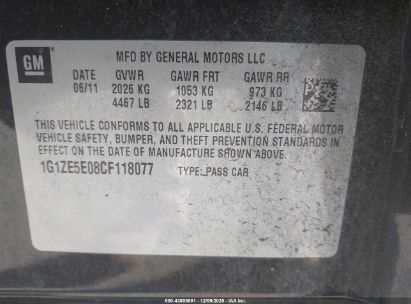 GM
MFD BY GENERAL MOTORS LLC
DATE GVWR GAWR FRT GAWR RR
06/11 2026 KG 1053 KG 973 KG
4467 LB 2321 LB 2146 LB
THIS VEHICLE CONFORMS TO ALL APPLICABLE U.S. FEDERAL MOTOR
VEHICLE SAFETY, BUMPER, AND THEFT PREVENTION STANDARDS IN
EFFECT ON THE DATE OF MANUFACTURE SHOWN ABOVE.
1G1ZE5E08CF118077 TYPE: PASS CAR